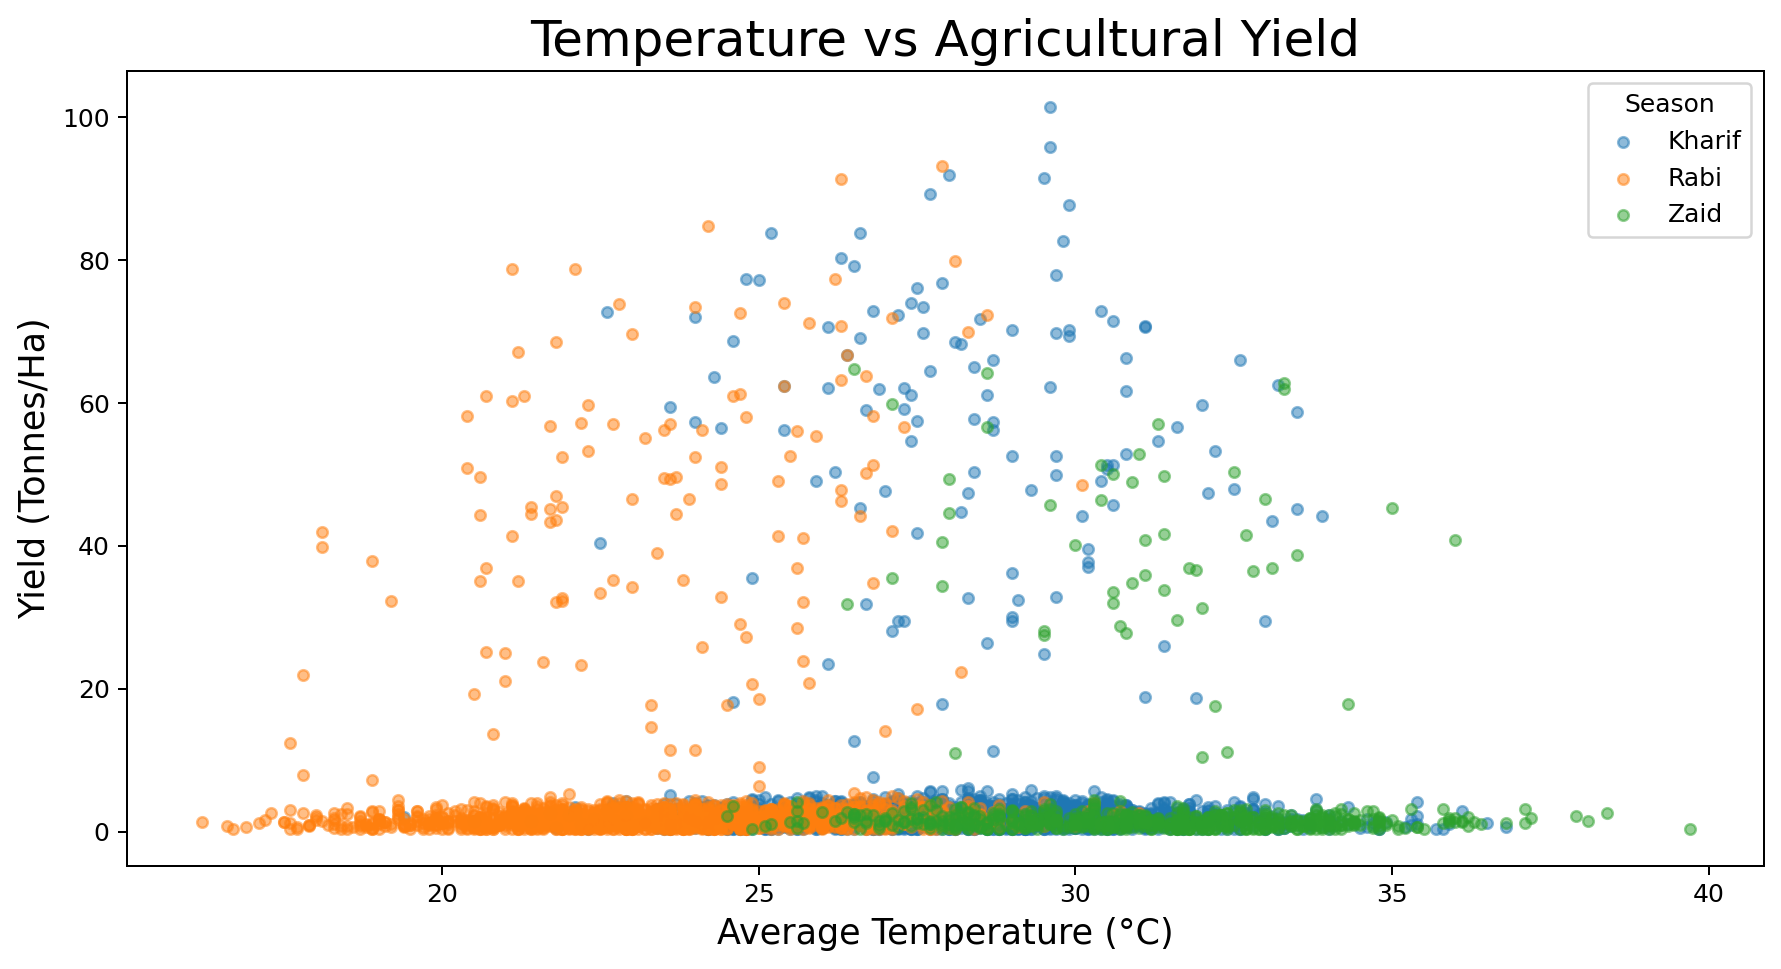 Temperature vs Agricultural Yield
Season
Kharif
Rabi
Zaid
100
80
60
40
20
0
Yield (Tonnes/Ha)
20
25
30
35
40
Average Temperature (°C)